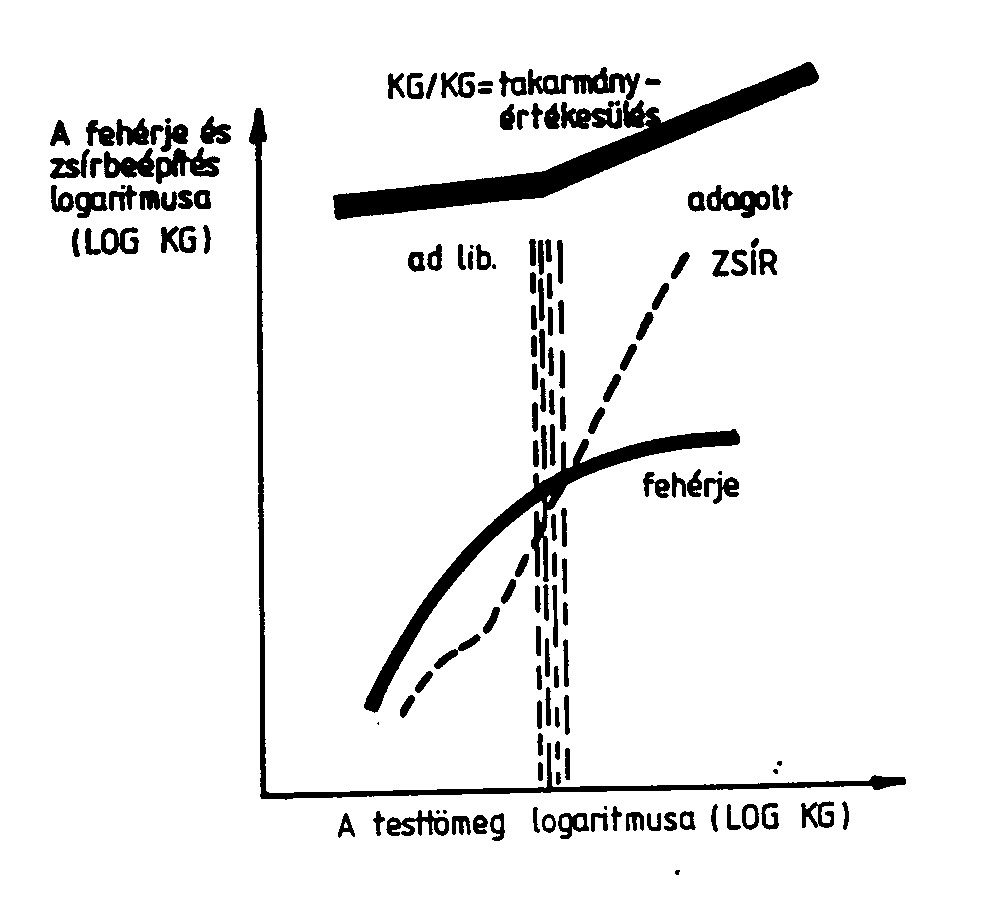 KG/KG= takarmány-
értékesülés
A fehérje és
zsírbeépítés
logaritmusa
(LOG KG)
adagolt
ad lib.
ZSÍR
fehérje
A testtömeg logaritmusa (LOG KG)